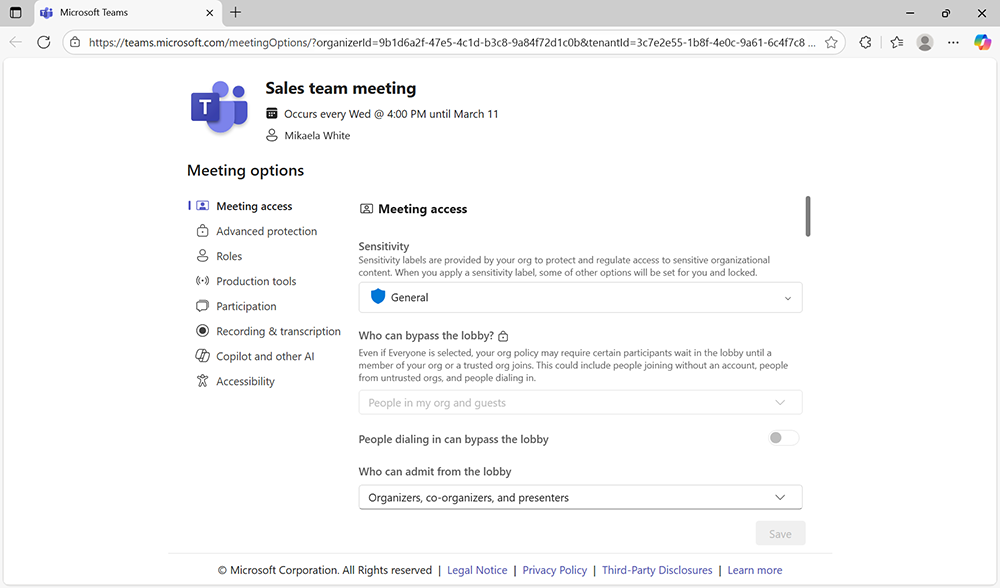 Microsoft Teams
https://teams.microsoft.com/meetingOptions/?organizerId=9b1d6a2f-47e5-4c1d-b3c8-9a84f72d1c0b&tenantId=3c7e2e55-1b8f-4e0c-9a61-6c4f7c8 ...
T
Sales team meeting
Occurs every Wed @ 4:00 PM until March 11
Mikaela White
Meeting options
Meeting access
Advanced protection
Roles
Production tools
Participation
Recording & transcription
Copilot and other AI
Accessibility
Meeting access
Sensitivity
Sensitivity labels are provided by your org to protect and regulate access to sensitive organizational
content. When you apply a sensitivity label, some of other options will be set for you and locked.
General
Who can bypass the lobby?
Even if Everyone is selected, your org policy may require certain participants wait in the lobby until a
member of your org or a trusted org joins. This could include people joining without an account, people
from untrusted orgs, and people dialing in.
People in my org and guests
People dialing in can bypass the lobby
Who can admit from the lobby
Organizers, co-organizers, and presenters
Save
© Microsoft Corporation. All Rights reserved | Legal Notice | Privacy Policy | Third-Party Disclosures | Learn more